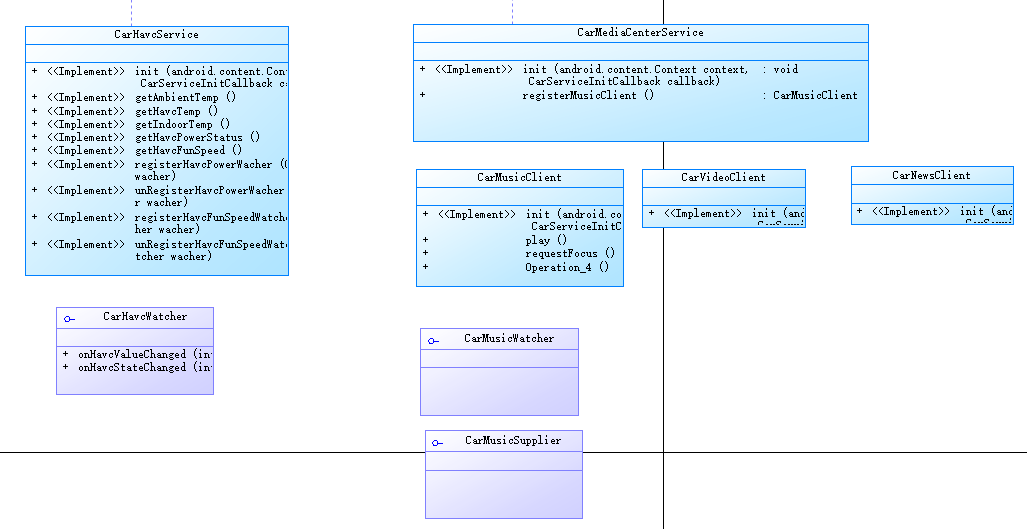 CarHavcService
+ <<Implement>> init (android.content.Con
CarServiceInitCallback c
+ <<Implement>> getAmbientTemp ()
+ <<Implement>> getHavcTemp ()
+ <<Implement>> getIndoorTemp ()
+ <<Implement>> getHavcPowerStatus ()
+ <<Implement>> getHavcFunSpeed ()
+ <<Implement>> registerHavcPowerWacher (
wacher)
+ <<Implement>> unRegisterHavcPowerWacher
r wacher)
+ <<Implement>> registerHavcFunSpeedWatch
her wacher)
+ <<Implement>> unRegisterHavcFunSpeedWat
tcher wacher)
CarMediaCenterService
+ <<Implement>> init (android.content.Context context, : void
CarServiceInitCallback callback)
+ registerMusicClient () : CarMusicClient
CarMusicClient
+ <<Implement>> init (android.co
CarServiceInitC
+ play ()
+ requestFocus ()
+ Operation_4 ()
CarVideoClient
+ <<Implement>> init (and
CarNewsClient
+ <<Implement>> init (and
CarHavcWatcher
+ onHavcValueChanged (in
+ onHavcStateChanged (in
CarMusicWatcher
CarMusicSupplier